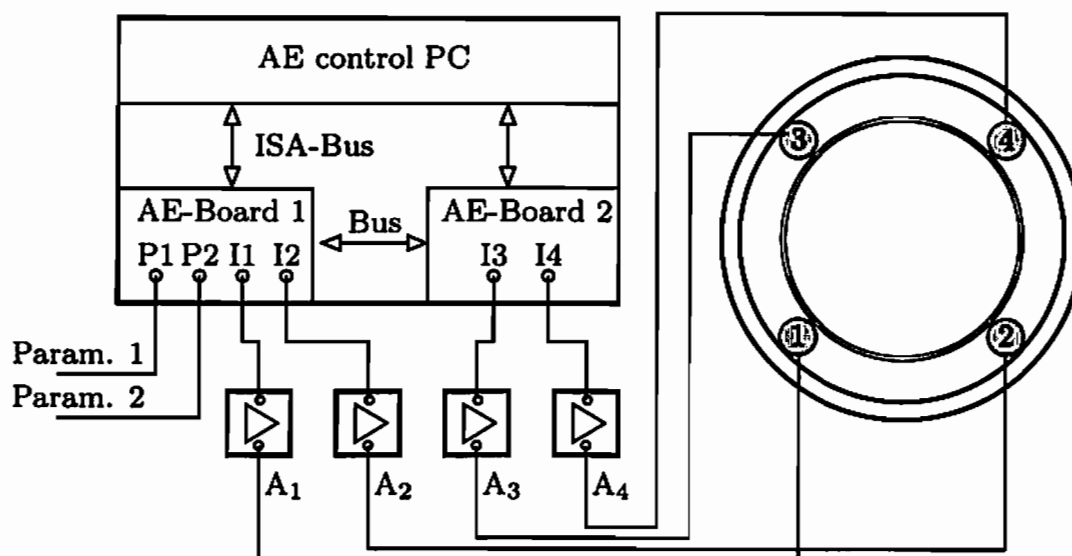 AE control PC
ISA-Bus
AE-Board 1
Bus
AE-Board 2
P1 P2 I1 I2
I3 I4
3
4
1
2
Param. 1
Param. 2
A₁
A₂
A₃
A₄